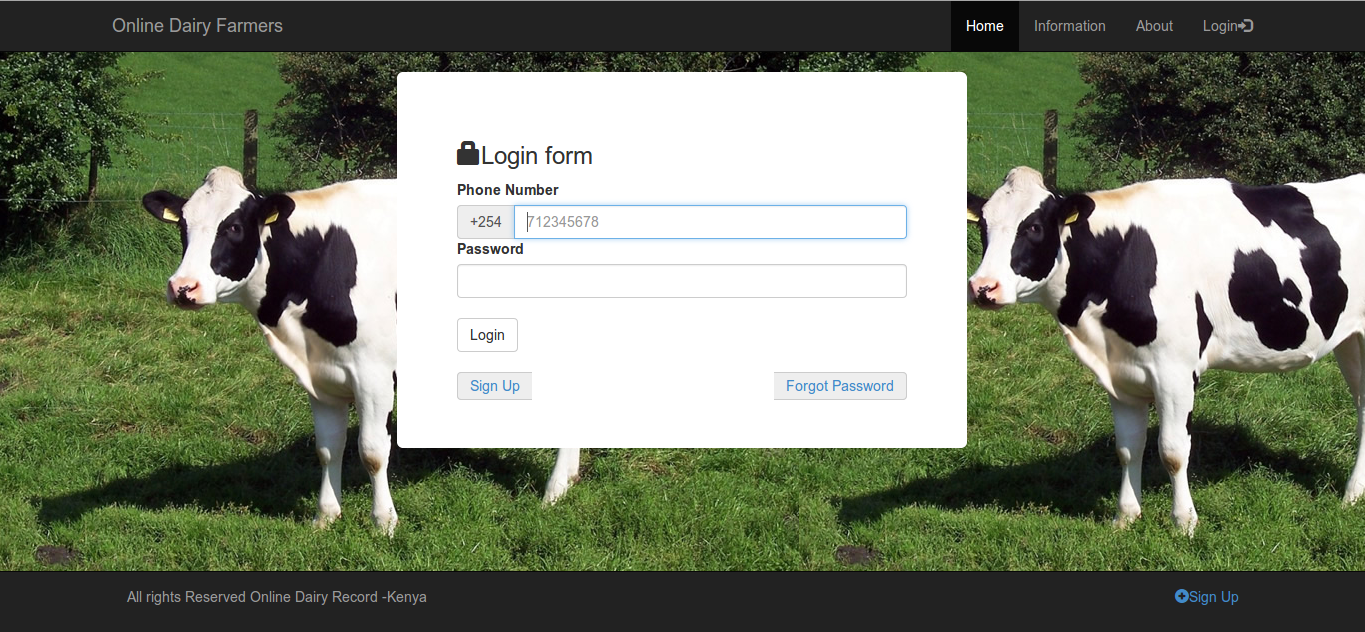 Online Dairy Farmers Home Information About Login
Login form
Phone Number
+254 712345678
Password
Login
Sign Up Forgot Password
All rights Reserved Online Dairy Record -Kenya Sign Up